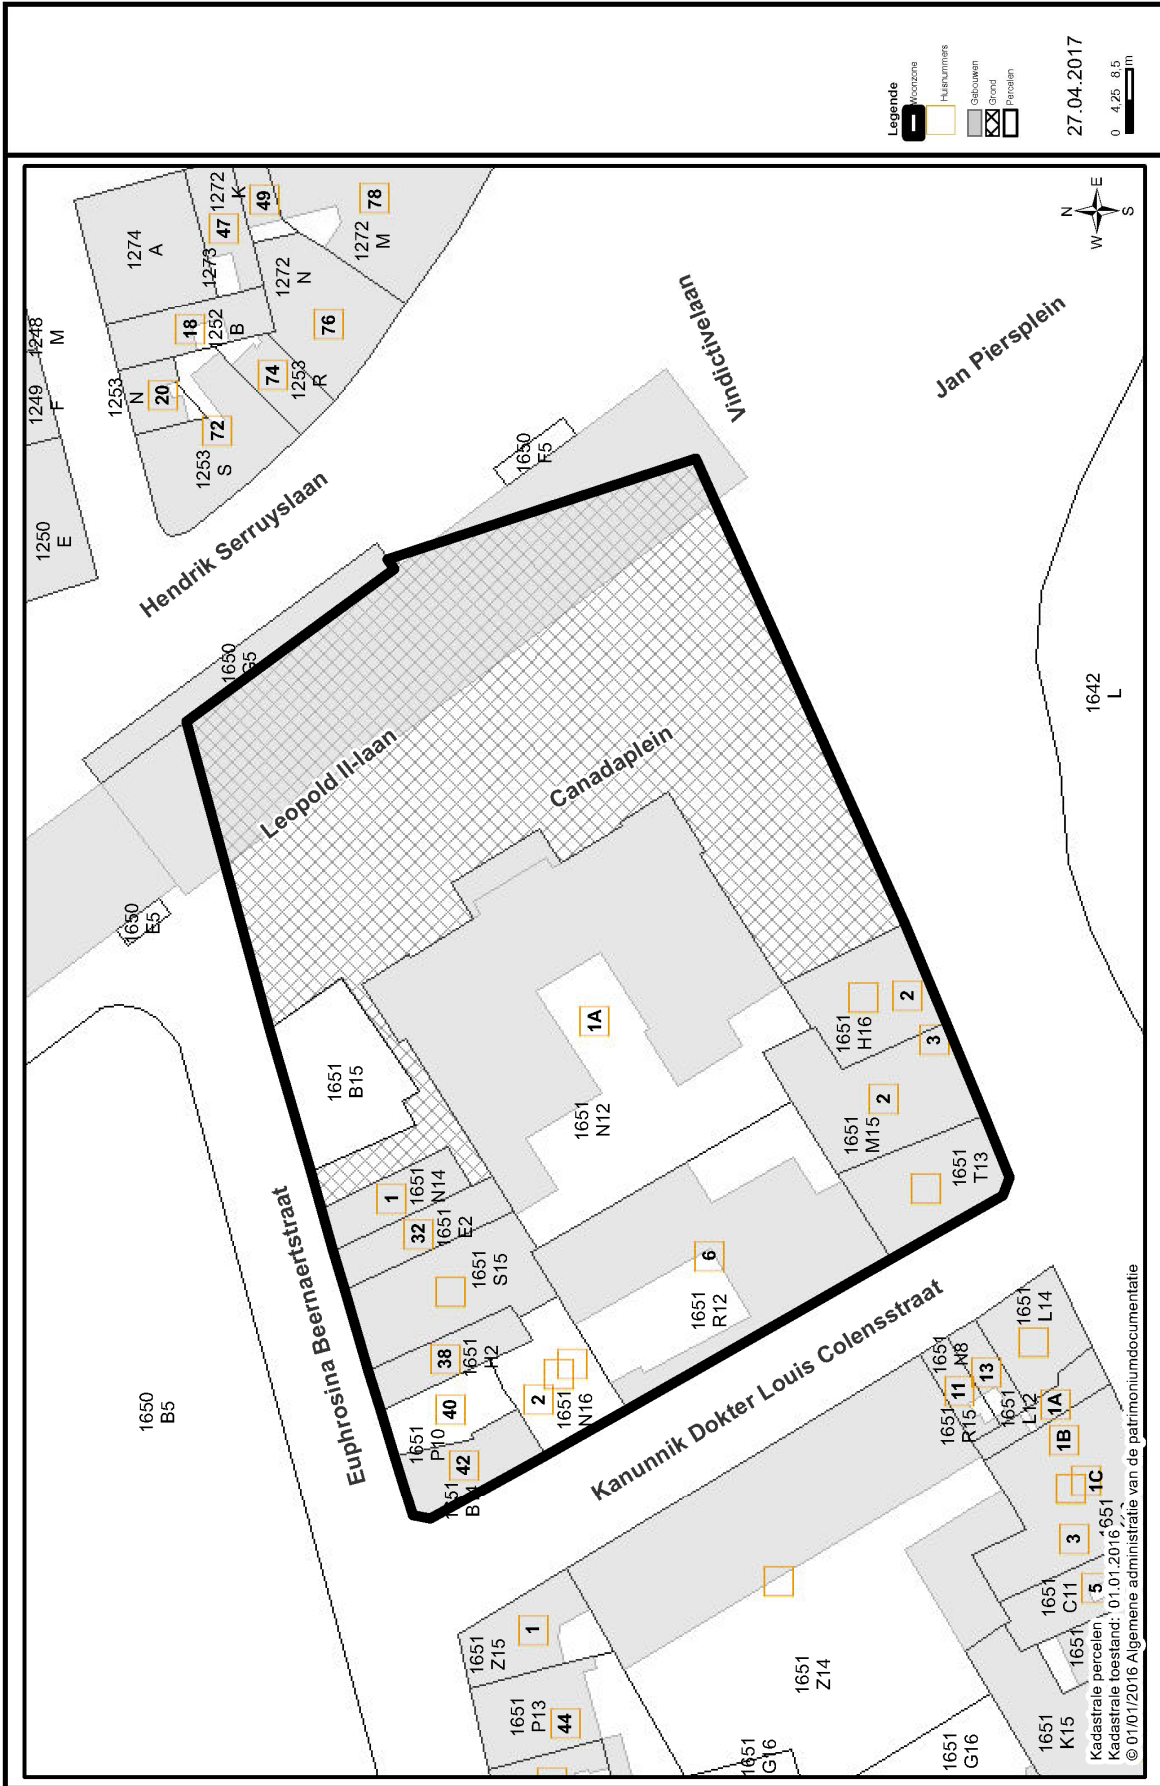 Legende
Woonzone
Huisnummers
Gebouwen
Grond
Percelen
27.04.2017
0 4,25 8,5 m
1248
M
1249
F
1250
E
1274
A
1272
K
47
49
1273
78
1272
M
1272
N
18
1252
B
76
1253
N
20
74
1253
R
72
1253
S
Hendrik Serruyslaan
Vindictivelaan
Jan Piersplein
N
W E
S
1650
F5
1650
G5
1650
E5
Leopold II-laan
Canadaplein
1642
L
1650
B5
Euphrosina Beernaertstraat
1651
B15
1A
1651
N12
1651
H16
2
3
1651
M15
2
1651
T13
1
1651
N14
32
1651
E2
1651
S15
38
1651
H2
40
1651
P10
42
1651
2
1651
N16
6
1651
R12
Kanunnik Dokter Louis Colensstraat
1651
Z15
1
1651
P13
44
1651
Z14
1651
G16
1651
G16
1651
K15
1651
N8
11
13
1651
R15
1651
L14
1651
L12
1A
1B
1C
3
1651
1651
C11
5
1651
Kadastrale percelen
Kadastrale toestand: 01.01.2016
© 01/01/2016 Algemene administratie van de patrimoniumdocumentatie